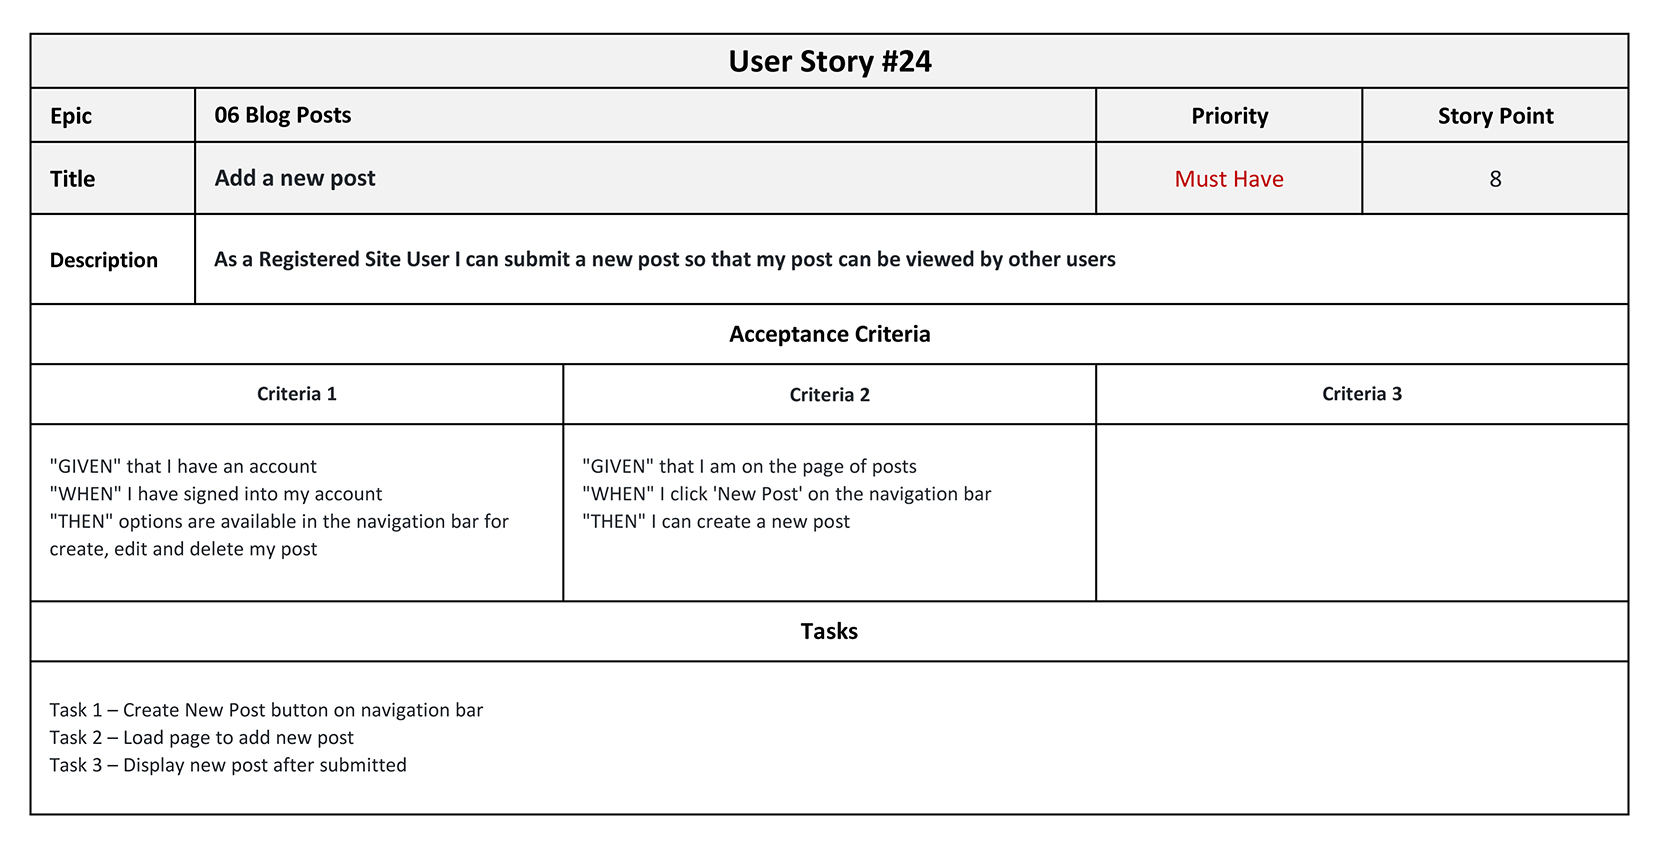 User Story #24
Epic
06 Blog Posts
Priority
Story Point
Title
Add a new post
Must Have
8
Description
As a Registered Site User I can submit a new post so that my post can be viewed by other users
Acceptance Criteria
Criteria 1
Criteria 2
Criteria 3
"GIVEN" that I have an account
"WHEN" I have signed into my account
"THEN" options are available in the navigation bar for
create, edit and delete my post
"GIVEN" that I am on the page of posts
"WHEN" I click 'New Post' on the navigation bar
"THEN" I can create a new post
Tasks
Task 1 – Create New Post button on navigation bar
Task 2 – Load page to add new post
Task 3 – Display new post after submitted